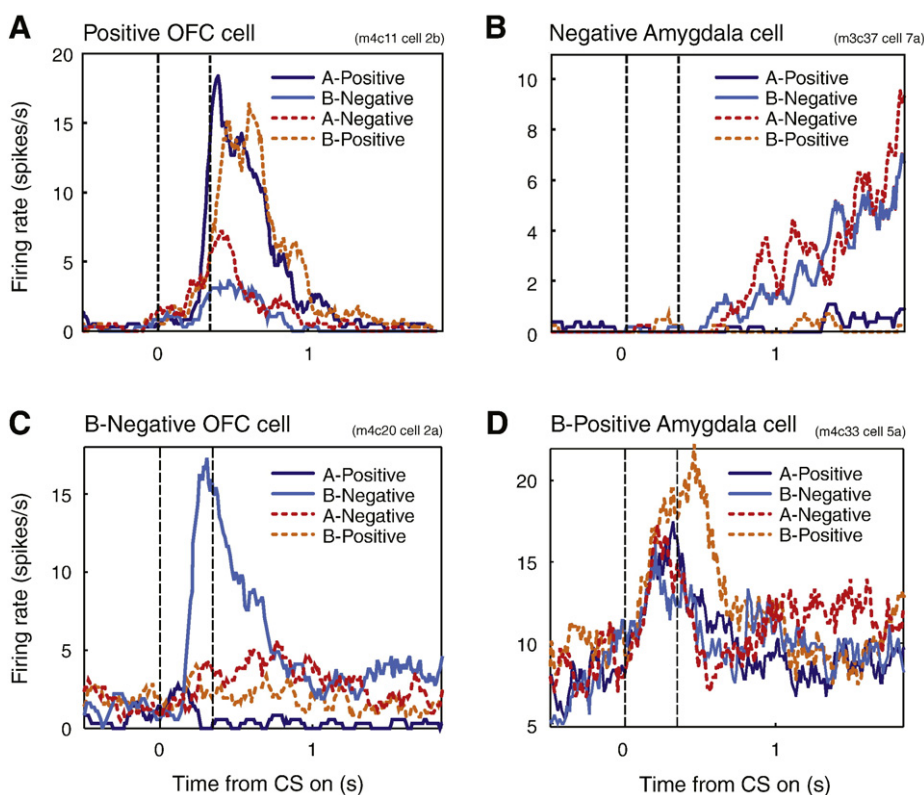 A
Positive OFC cell
(m4c11 cell 2b)
20
15
10
5
0
Firing rate (spikes/s)
A-Positive
B-Negative
A-Negative
B-Positive
0
1
B
Negative Amygdala cell
(m3c37 cell 7a)
10
8
6
4
2
0
A-Positive
B-Negative
A-Negative
B-Positive
0
1
C
B-Negative OFC cell
(m4c20 cell 2a)
15
10
5
0
Firing rate (spikes/s)
A-Positive
B-Negative
A-Negative
B-Positive
0
1
Time from CS on (s)
D
B-Positive Amygdala cell
(m4c33 cell 5a)
20
15
10
5
A-Positive
B-Negative
A-Negative
B-Positive
0
1
Time from CS on (s)